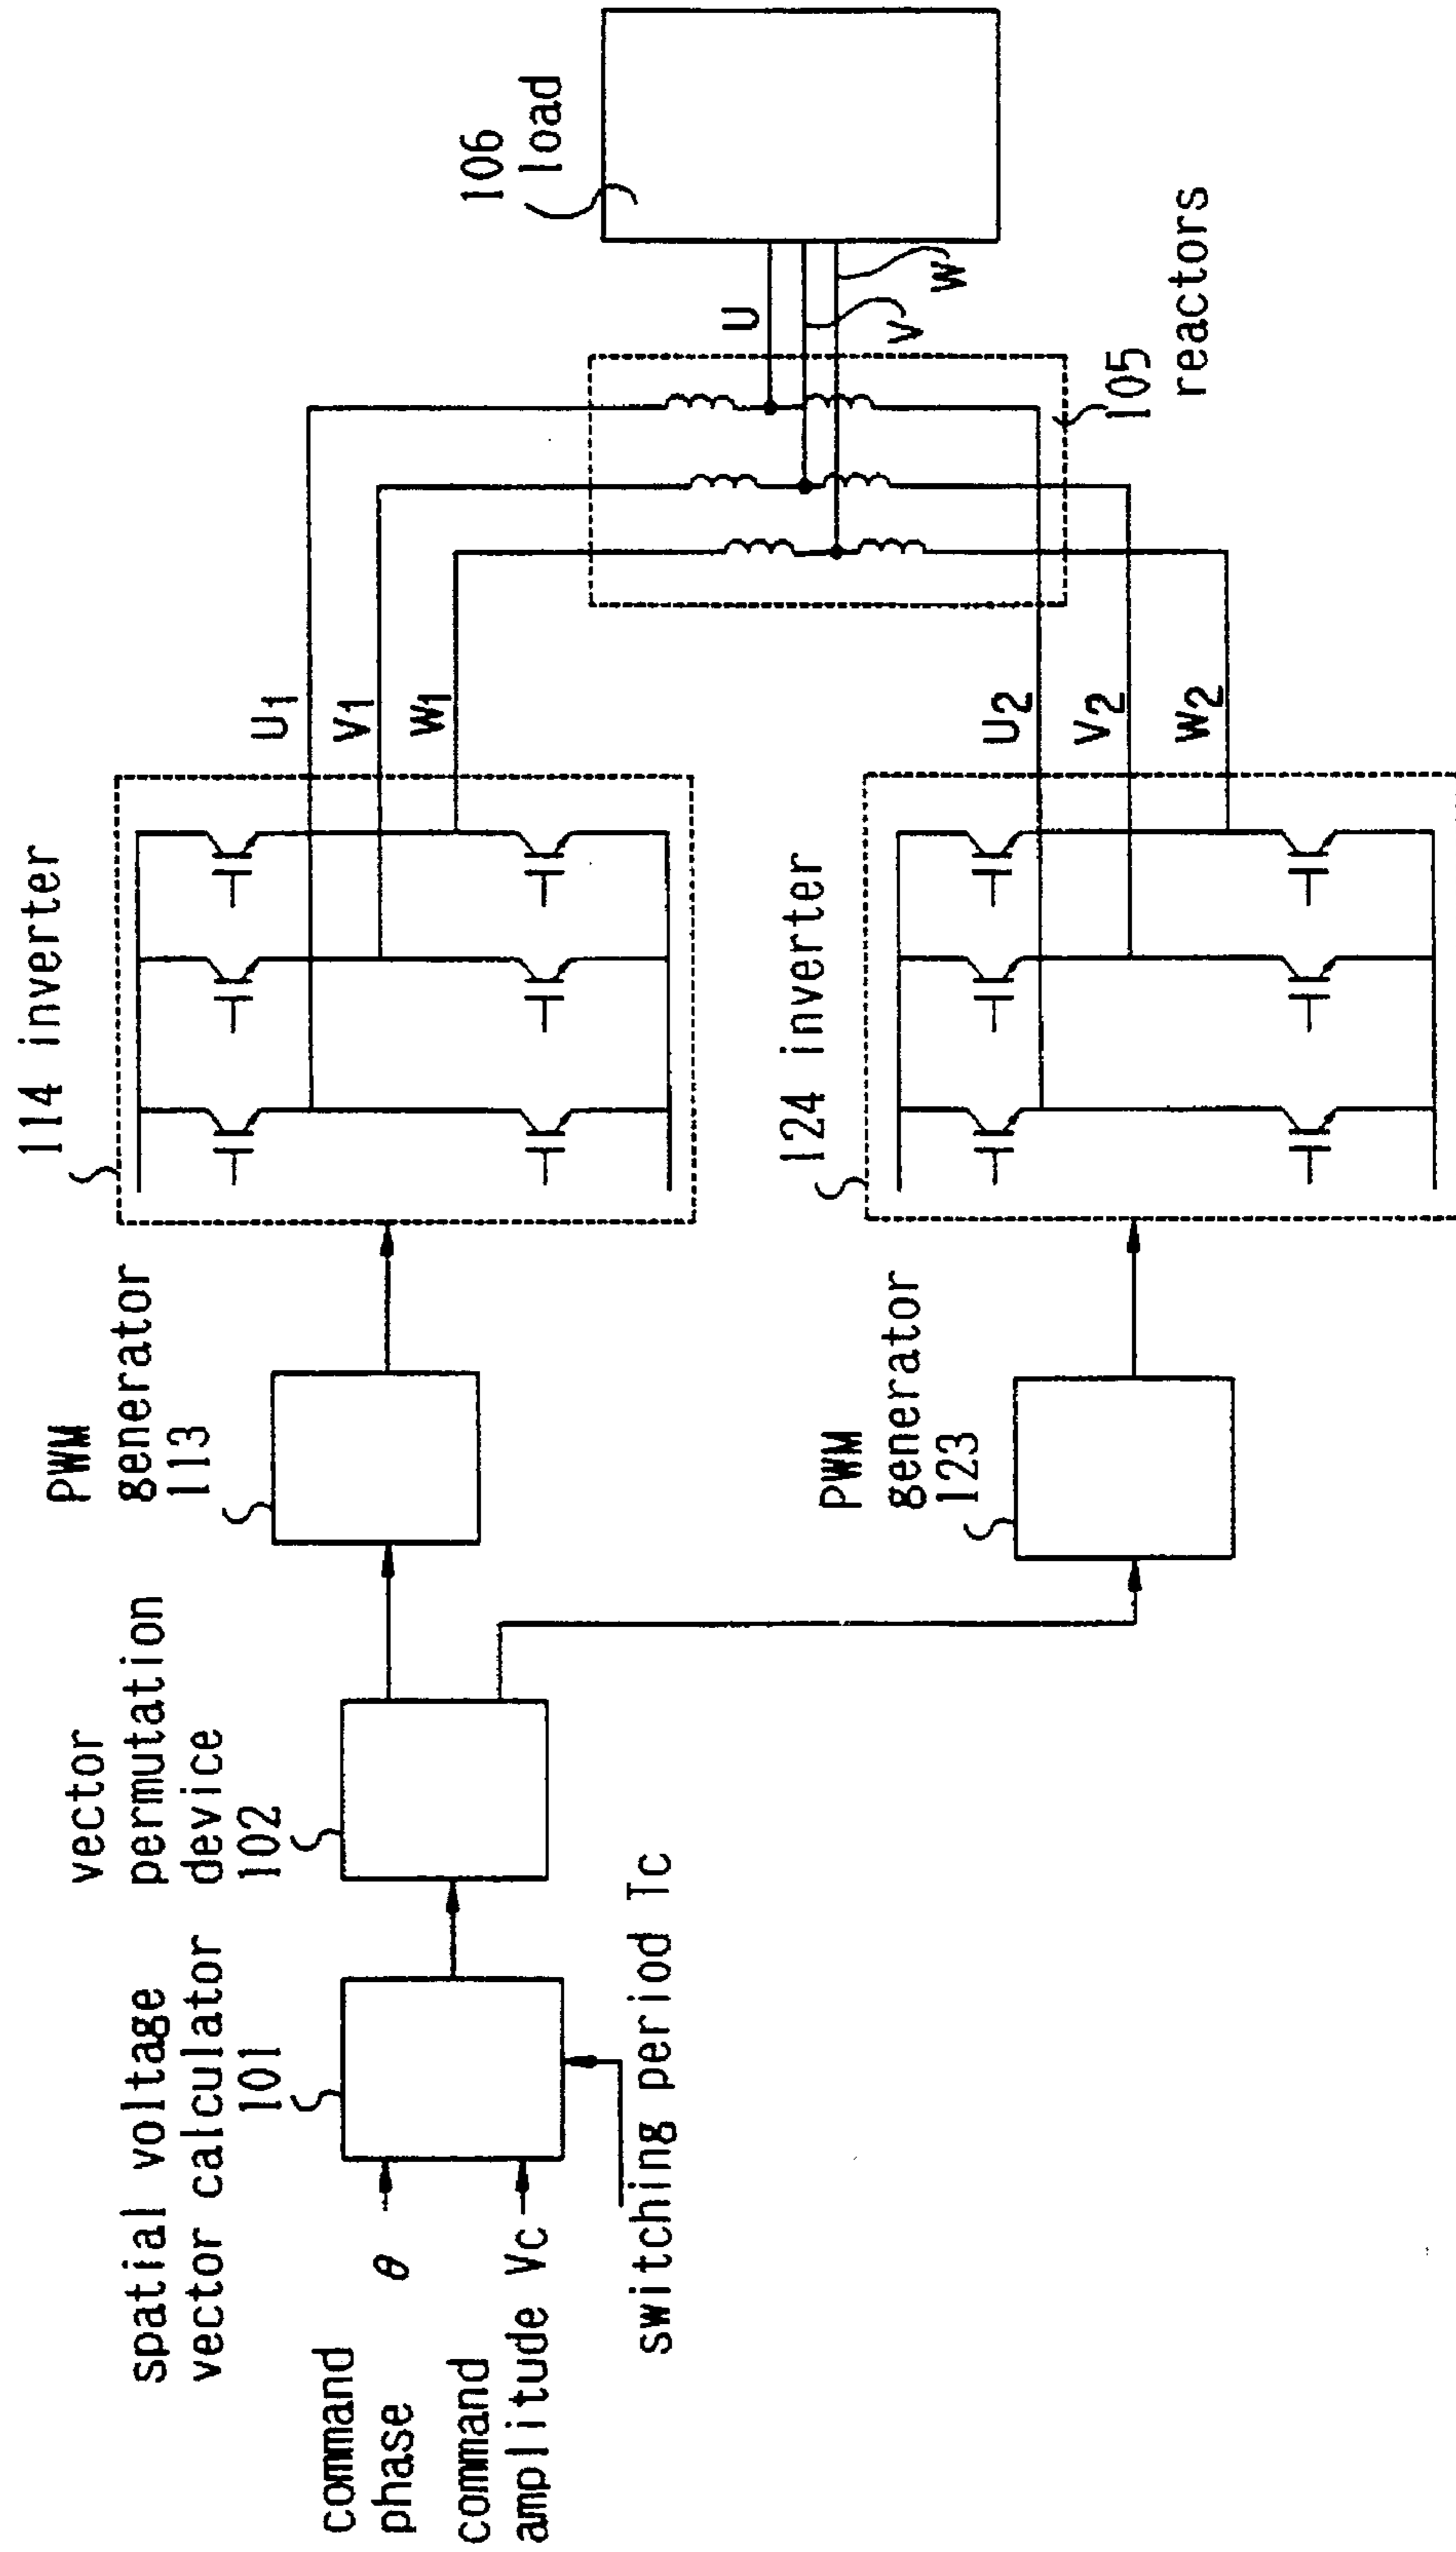 command
phase θ
command
amplitude Vc
switching period Tc
spatial voltage
vector calculator
101
vector
permutation
device
102
PWM
generator
113
PWM
generator
123
114 inverter
124 inverter
U1
V1
W1
U2
V2
W2
U
V
W
105
reactors
106
load